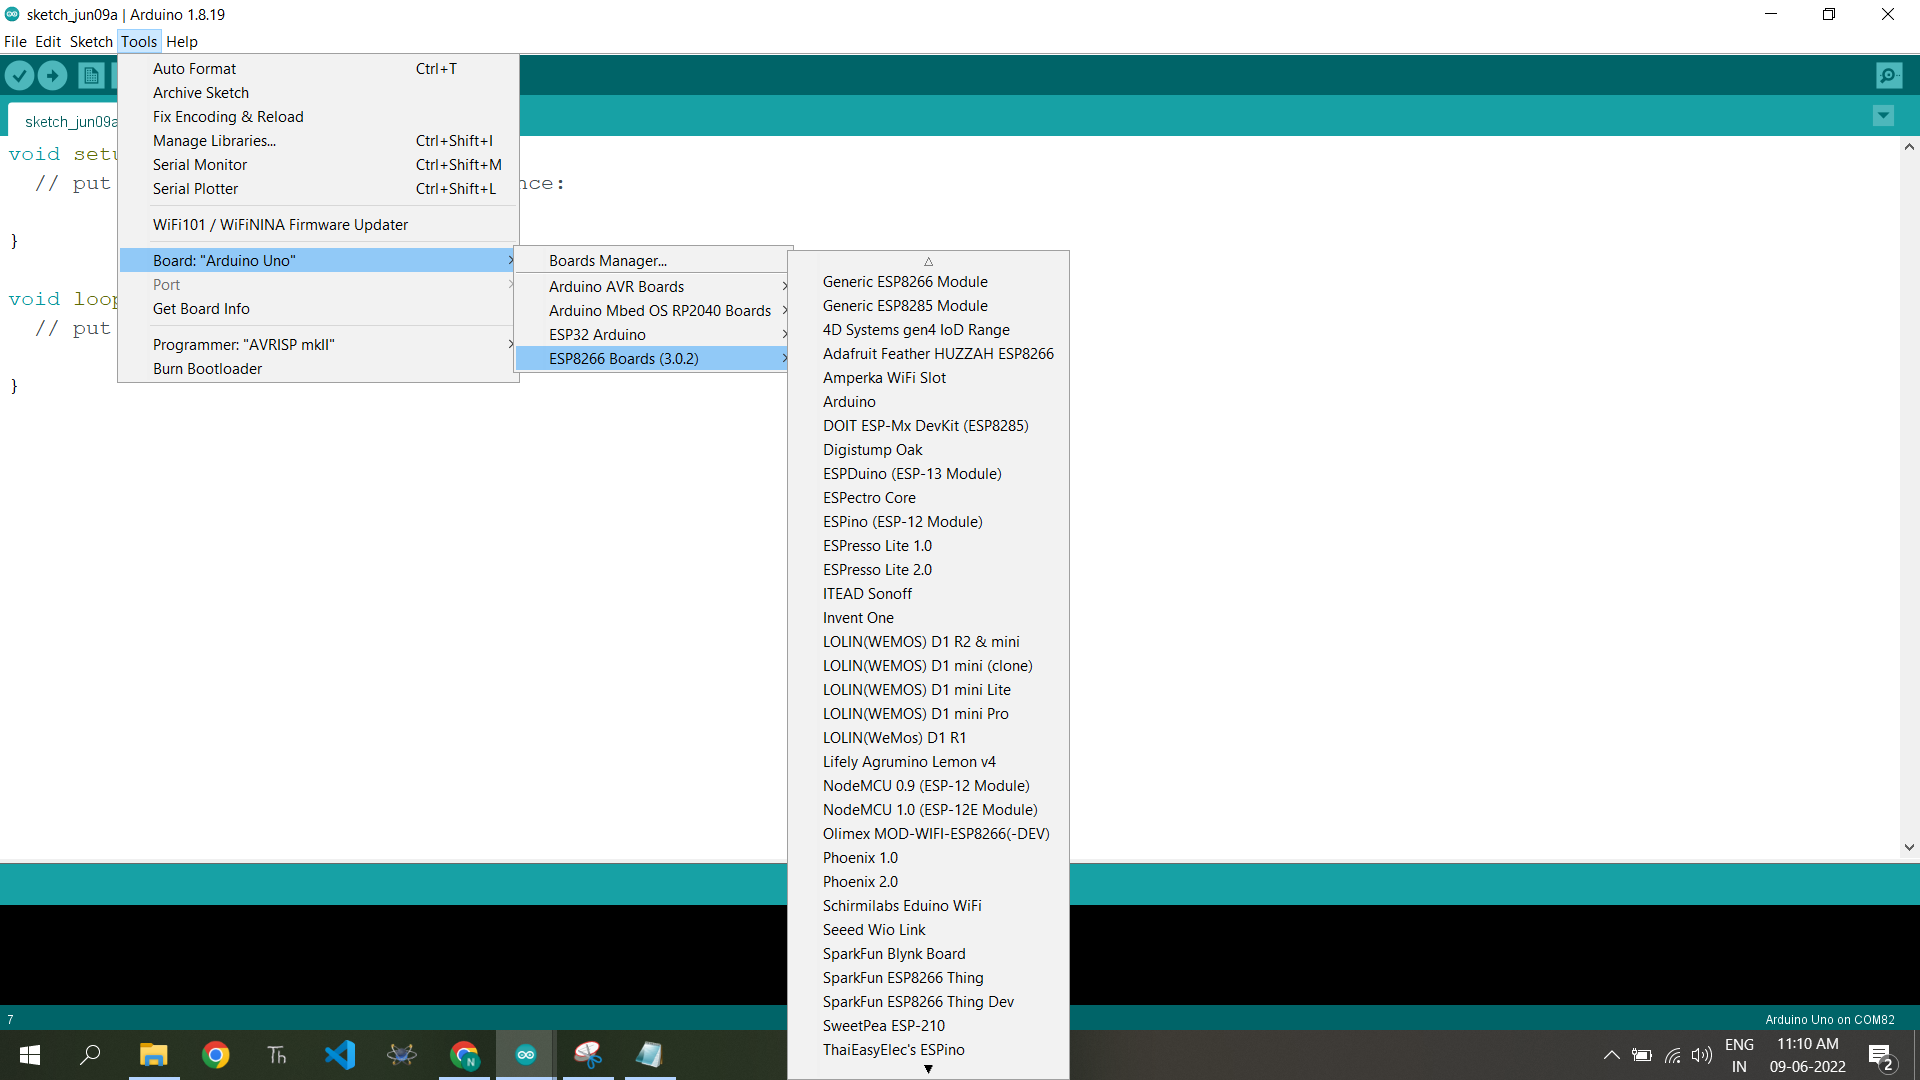 sketch_jun09a | Arduino 1.8.19
File Edit Sketch Tools Help
sketch_jun09a
void setu
// put
nce:
}
void loop
// put
}
Auto Format Ctrl+T
Archive Sketch
Fix Encoding & Reload
Manage Libraries... Ctrl+Shift+I
Serial Monitor Ctrl+Shift+M
Serial Plotter Ctrl+Shift+L
WiFi101 / WiFiNINA Firmware Updater
Board: "Arduino Uno"
Port
Get Board Info
Programmer: "AVRISP mkII"
Burn Bootloader
Boards Manager...
Arduino AVR Boards
Arduino Mbed OS RP2040 Boards
ESP32 Arduino
ESP8266 Boards (3.0.2)
Generic ESP8266 Module
Generic ESP8285 Module
4D Systems gen4 IoD Range
Adafruit Feather HUZZAH ESP8266
Amperka WiFi Slot
Arduino
DOIT ESP-Mx DevKit (ESP8285)
Digistump Oak
ESPDuino (ESP-13 Module)
ESPectro Core
ESPino (ESP-12 Module)
ESPresso Lite 1.0
ESPresso Lite 2.0
ITEAD Sonoff
Invent One
LOLIN(WEMOS) D1 R2 & mini
LOLIN(WEMOS) D1 mini (clone)
LOLIN(WEMOS) D1 mini Lite
LOLIN(WEMOS) D1 mini Pro
LOLIN(WeMos) D1 R1
Lifely Agrumino Lemon v4
NodeMCU 0.9 (ESP-12 Module)
NodeMCU 1.0 (ESP-12E Module)
Olimex MOD-WIFI-ESP8266(-DEV)
Phoenix 1.0
Phoenix 2.0
Schirmilabs Eduino WiFi
Seeed Wio Link
SparkFun Blynk Board
SparkFun ESP8266 Thing
SparkFun ESP8266 Thing Dev
SweetPea ESP-210
ThaiEasyElec's ESPino
7
Arduino Uno on COM82
Th
N
ENG
IN
11:10 AM
09-06-2022
2